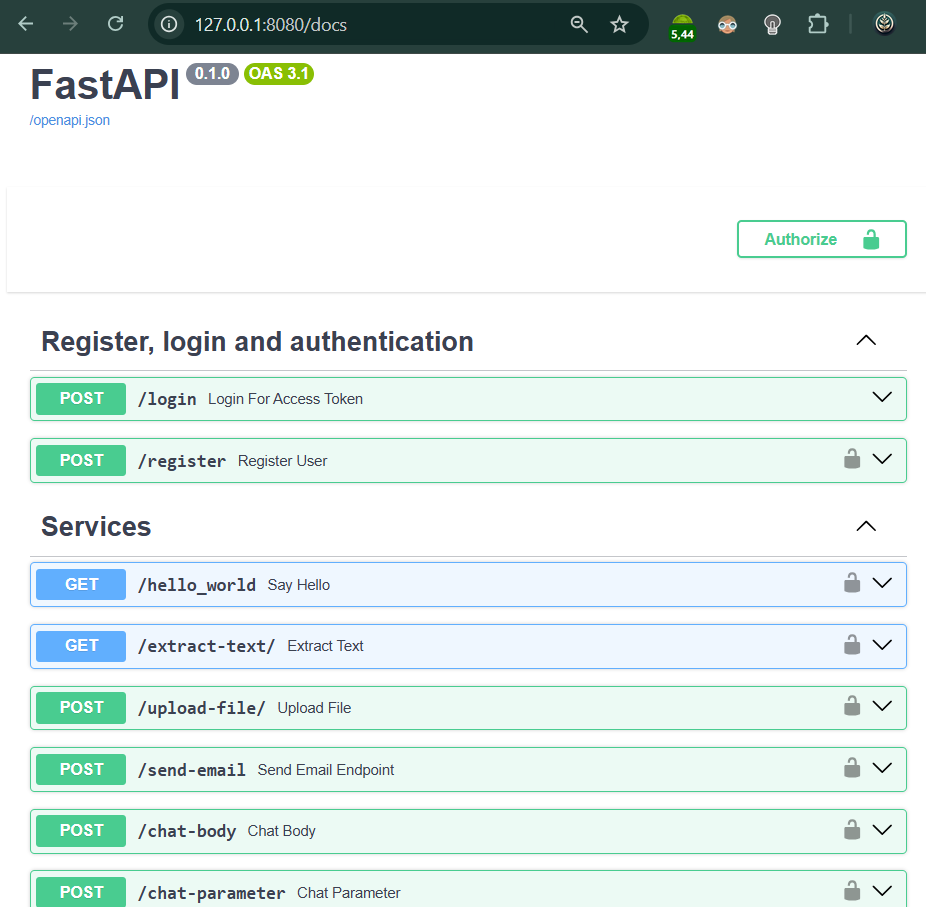 127.0.0.1:8080/docs
5,44
FastAPI 0.1.0 OAS 3.1
/openapi.json
Authorize
Register, login and authentication
POST /login Login For Access Token
POST /register Register User
Services
GET /hello_world Say Hello
GET /extract-text/ Extract Text
POST /upload-file/ Upload File
POST /send-email Send Email Endpoint
POST /chat-body Chat Body
POST /chat-parameter Chat Parameter